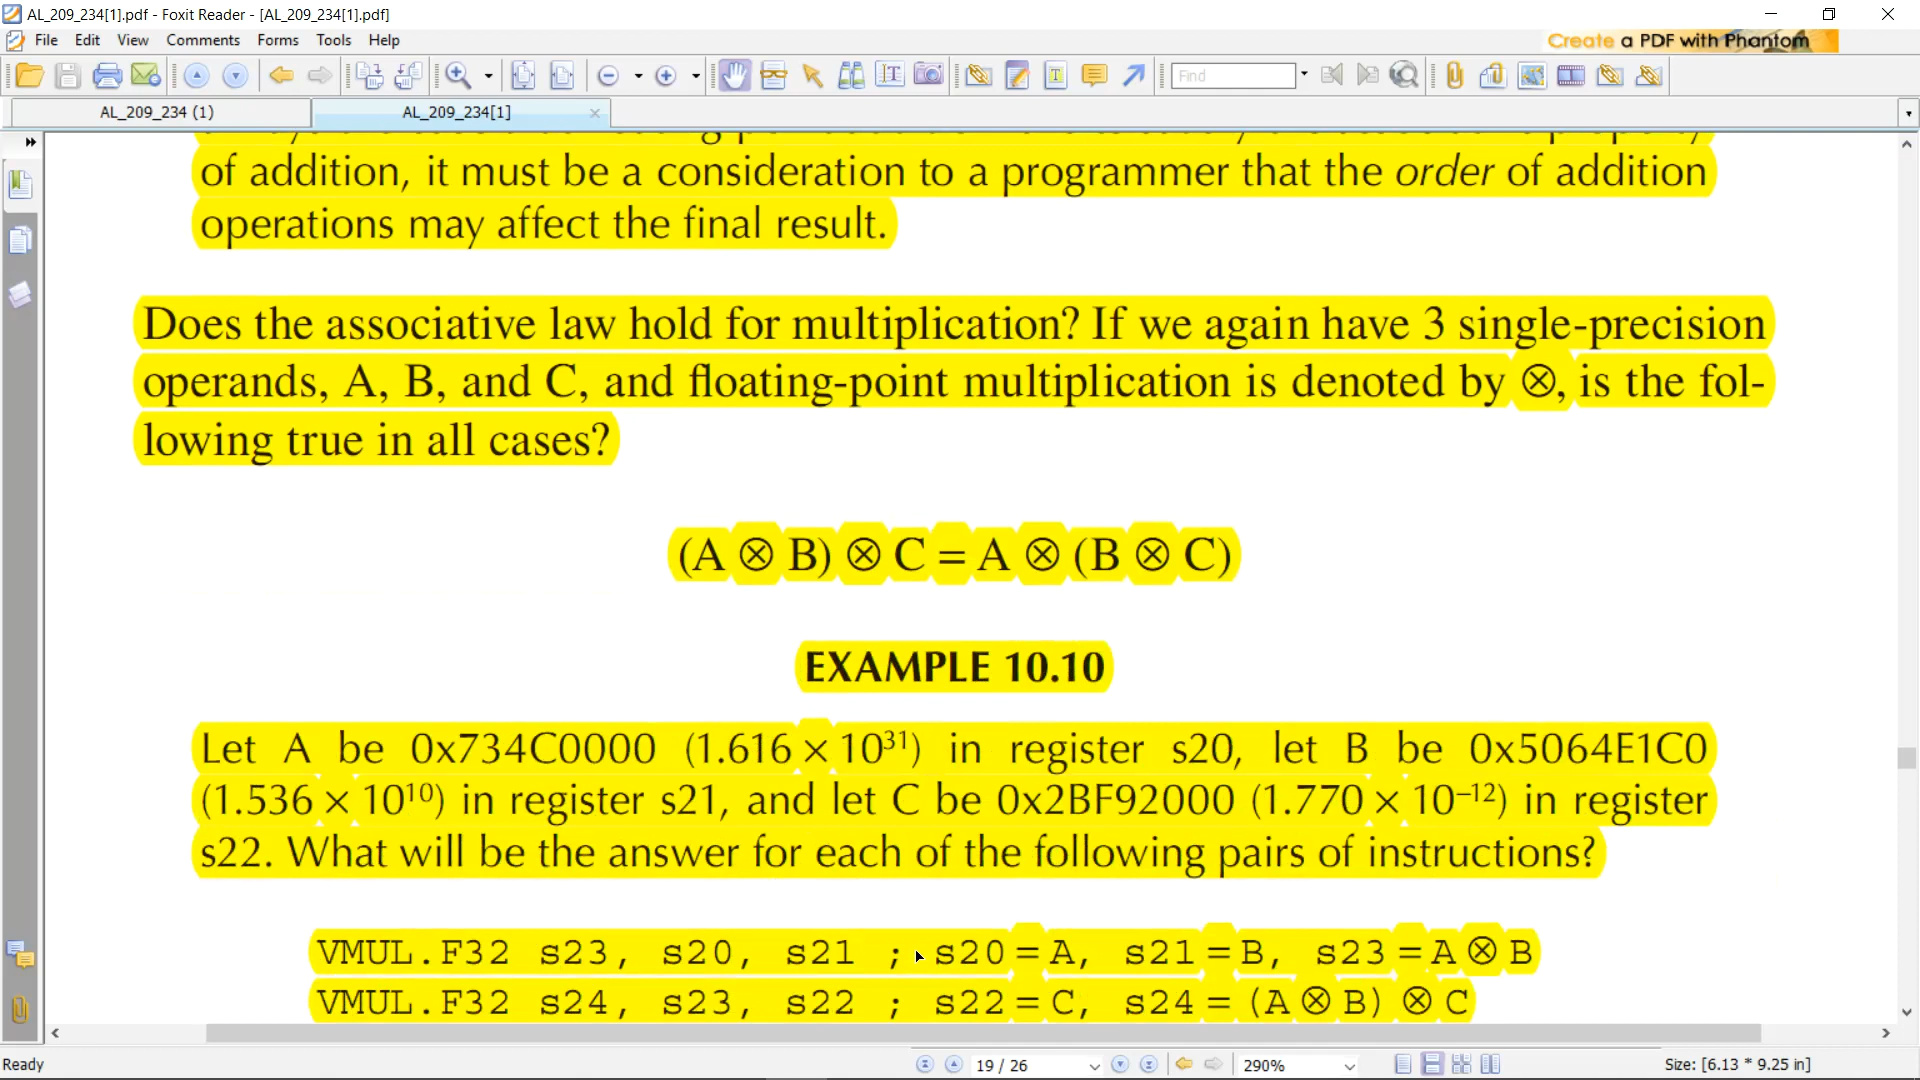 AL_209_234[1].pdf - Foxit Reader - [AL_209_234[1].pdf]
File Edit View Comments Forms Tools Help
Create a PDF with Phantom
Find
AL_209_234 (1) AL_209_234[1]
of addition, it must be a consideration to a programmer that the order of addition
operations may affect the final result.
Does the associative law hold for multiplication? If we again have 3 single-precision
operands, A, B, and C, and floating-point multiplication is denoted by ⊗, is the fol-
lowing true in all cases?
(A ⊗ B) ⊗ C = A ⊗ (B ⊗ C)
EXAMPLE 10.10
Let A be 0x734C0000 (1.616 × 10³¹) in register s20, let B be 0x5064E1C0
(1.536 × 10¹⁰) in register s21, and let C be 0x2BF92000 (1.770 × 10⁻¹²) in register
s22. What will be the answer for each of the following pairs of instructions?
VMUL.F32 s23, s20, s21 ; s20 = A, s21 = B, s23 = A ⊗ B
VMUL.F32 s24, s23, s22 ; s22 = C, s24 = (A ⊗ B) ⊗ C
Ready 19 / 26 290% Size: [6.13 * 9.25 in]